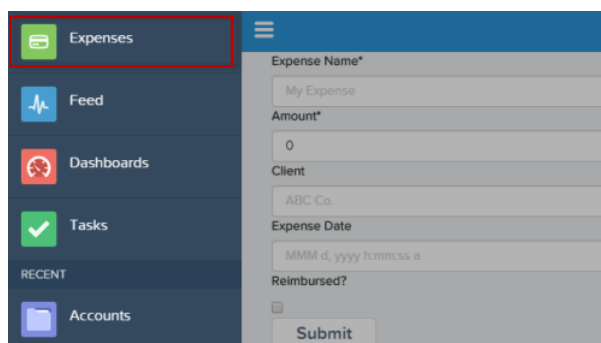 Expenses
Feed
Dashboards
Tasks
RECENT
Accounts
Expense Name*
My Expense
Amount*
0
Client
ABC Co.
Expense Date
MMM d, yyyy h:mm:ss a
Reimbursed?
Submit